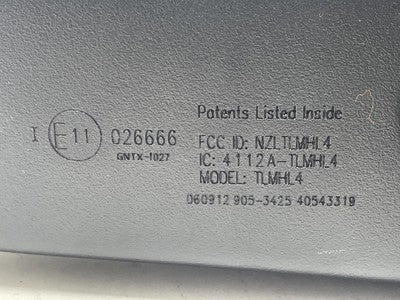 Patents Listed Inside
I E11 026666
GNTX-1027
FCC ID: NZLTLMHL4
IC: 4112A-TLMHL4
MODEL: TLMHL4
060912 905-3425 40543319